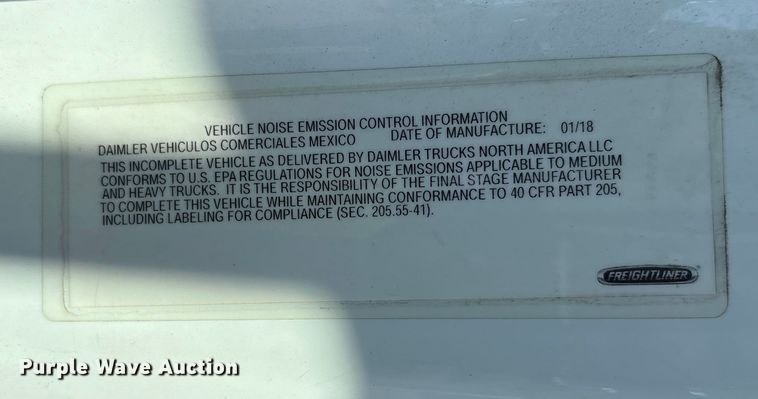 VEHICLE NOISE EMISSION CONTROL INFORMATION
DAIMLER VEHICULOS COMERCIALES MEXICO DATE OF MANUFACTURE: 01/18
THIS INCOMPLETE VEHICLE AS DELIVERED BY DAIMLER TRUCKS NORTH AMERICA LLC
CONFORMS TO U.S. EPA REGULATIONS FOR NOISE EMISSIONS APPLICABLE TO MEDIUM
AND HEAVY TRUCKS. IT IS THE RESPONSIBILITY OF THE FINAL STAGE MANUFACTURER
TO COMPLETE THIS VEHICLE WHILE MAINTAINING CONFORMANCE TO 40 CFR PART 205,
INCLUDING LABELING FOR COMPLIANCE (SEC. 205.55-41).
FREIGHTLINER
Purple Wave Auction